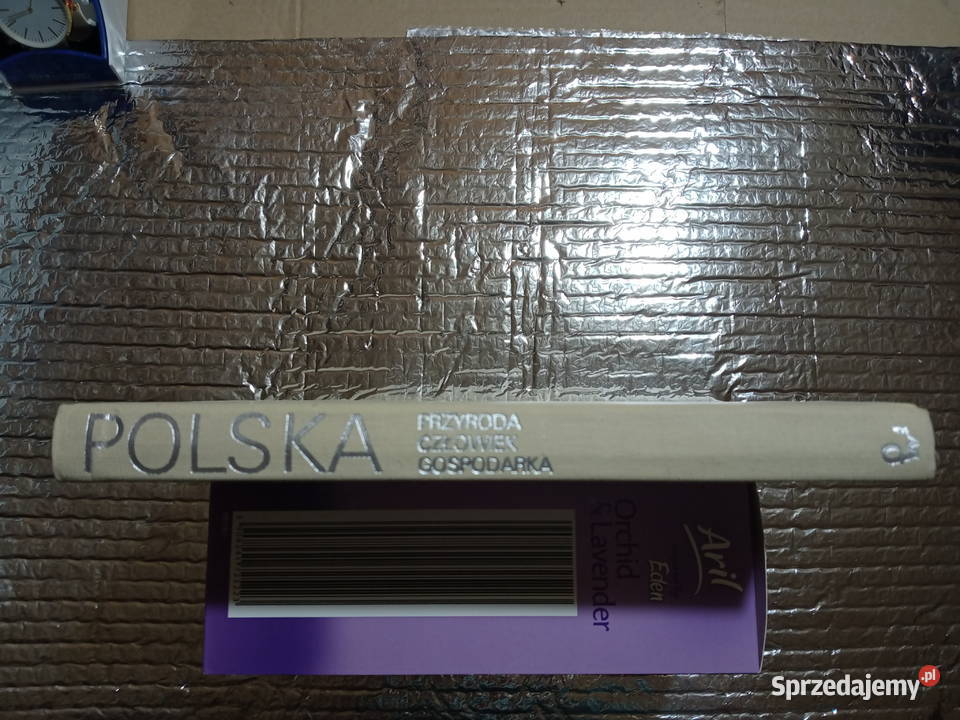 POLSKA
PRZYRODA
CZŁOWIEK
GOSPODARKA
Aril
Eden
Orchid
& Lavender
Sprzedajemy.pl